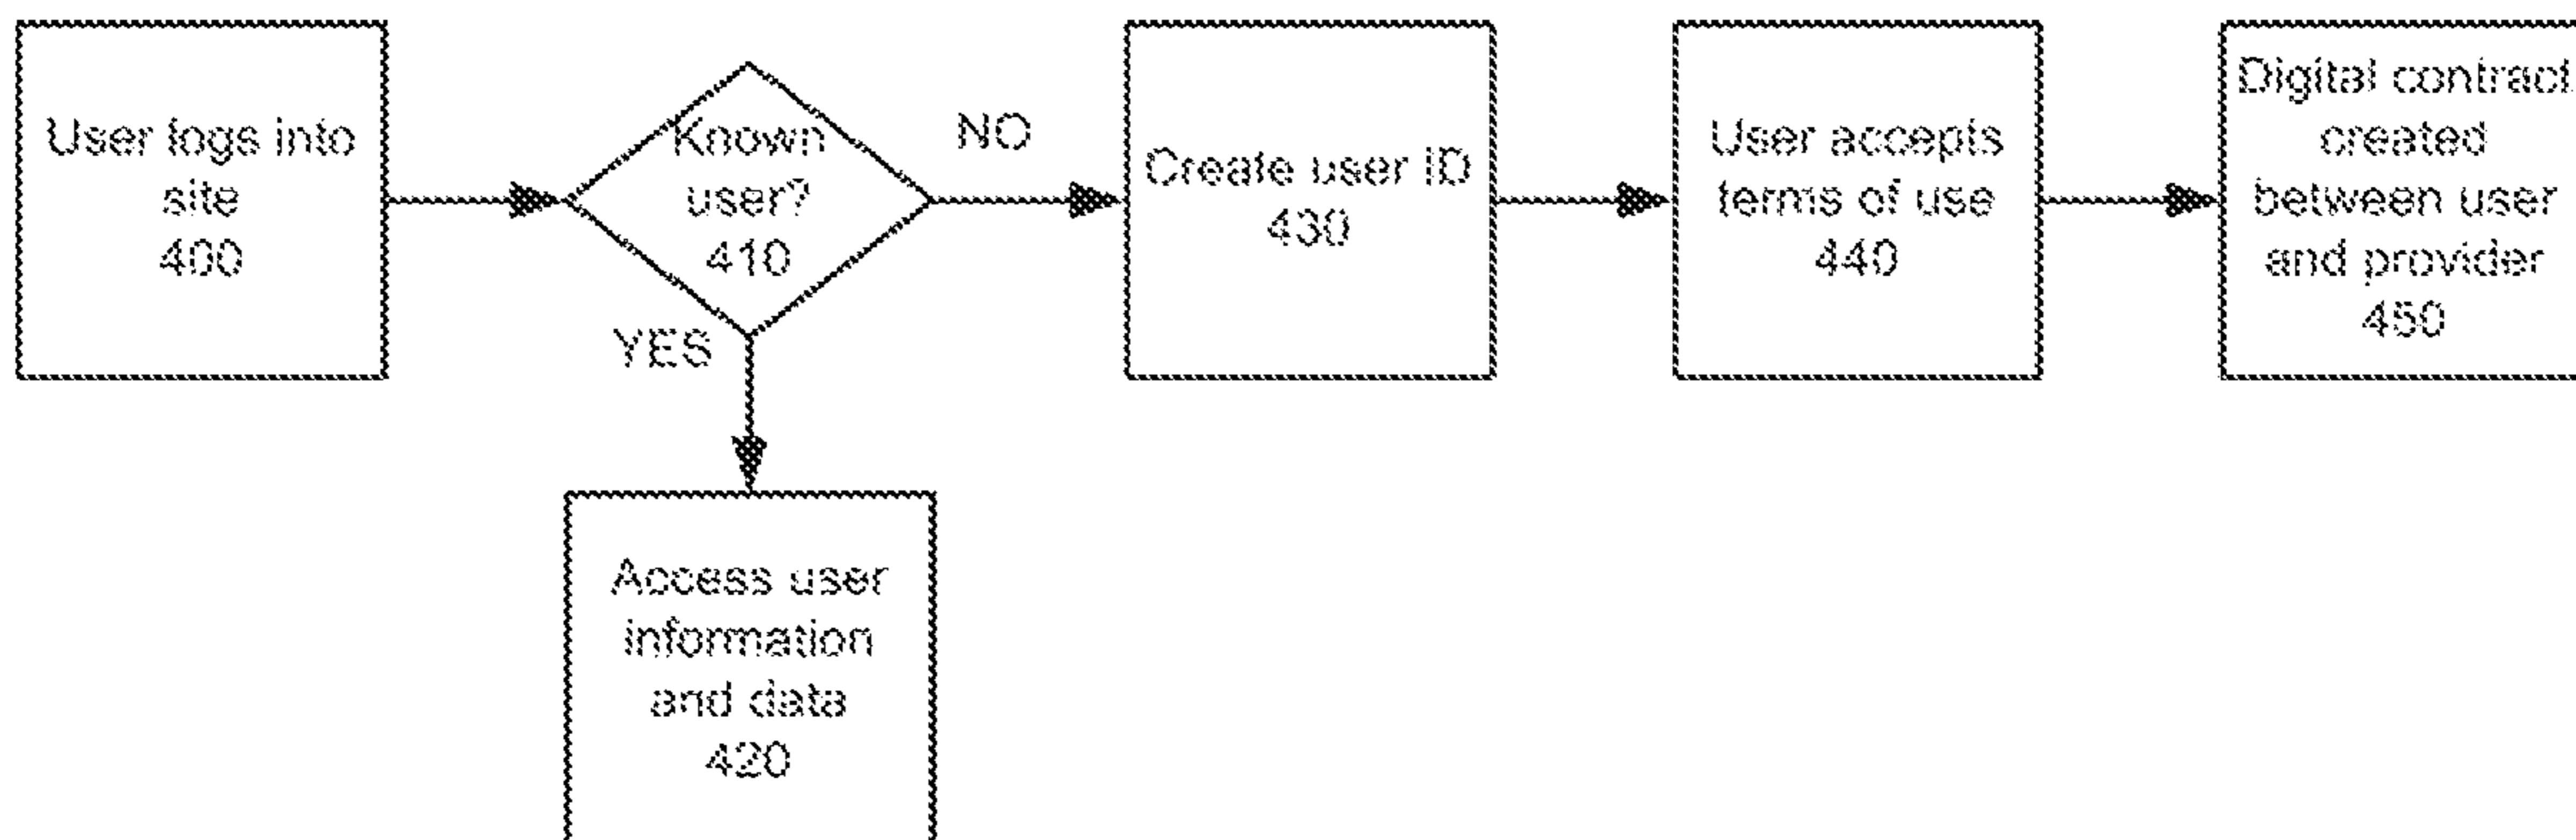 User logs into
site
400
Known
user?
410
NO
YES
Create user ID
430
User accepts
terms of use
440
Digital contract
created
between user
and provider
450
Access user
information
and data
420